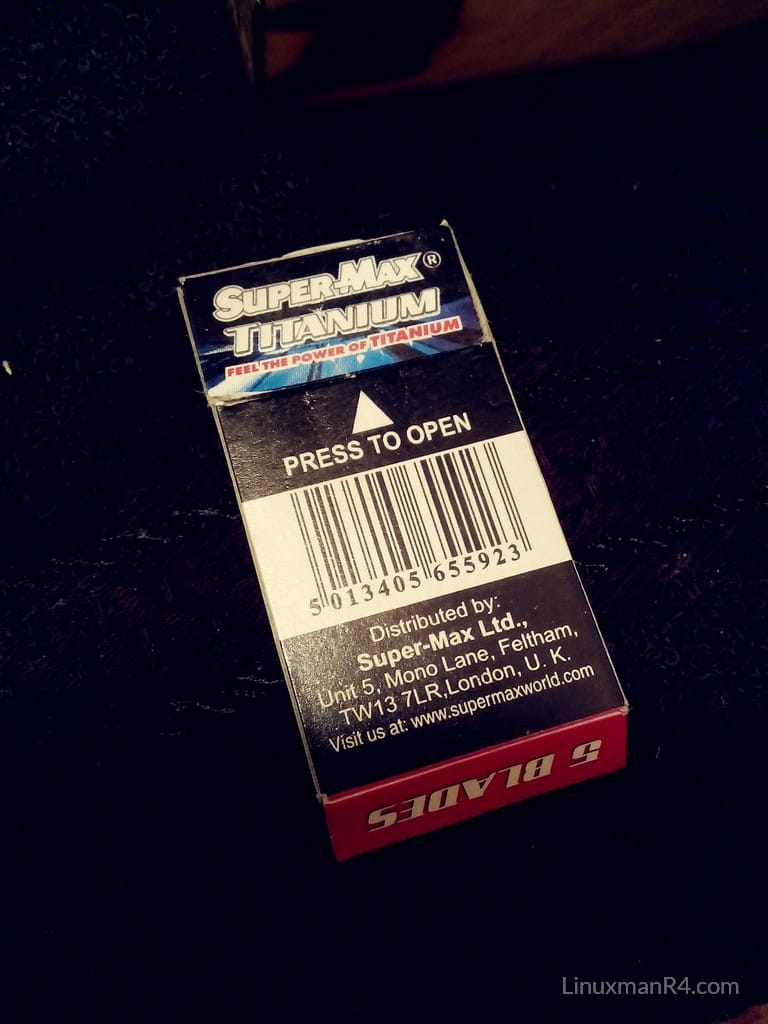 SUPER-MAX®
TITANIUM
FEEL THE POWER OF TITANIUM
PRESS TO OPEN
5 013405 655923
Distributed by:
Super-Max Ltd.,
Unit 5, Mono Lane, Feltham,
TW13 7LR,London, U. K.
Visit us at: www.supermaxworld.com
5 BLADES
LinuxmanR4.com